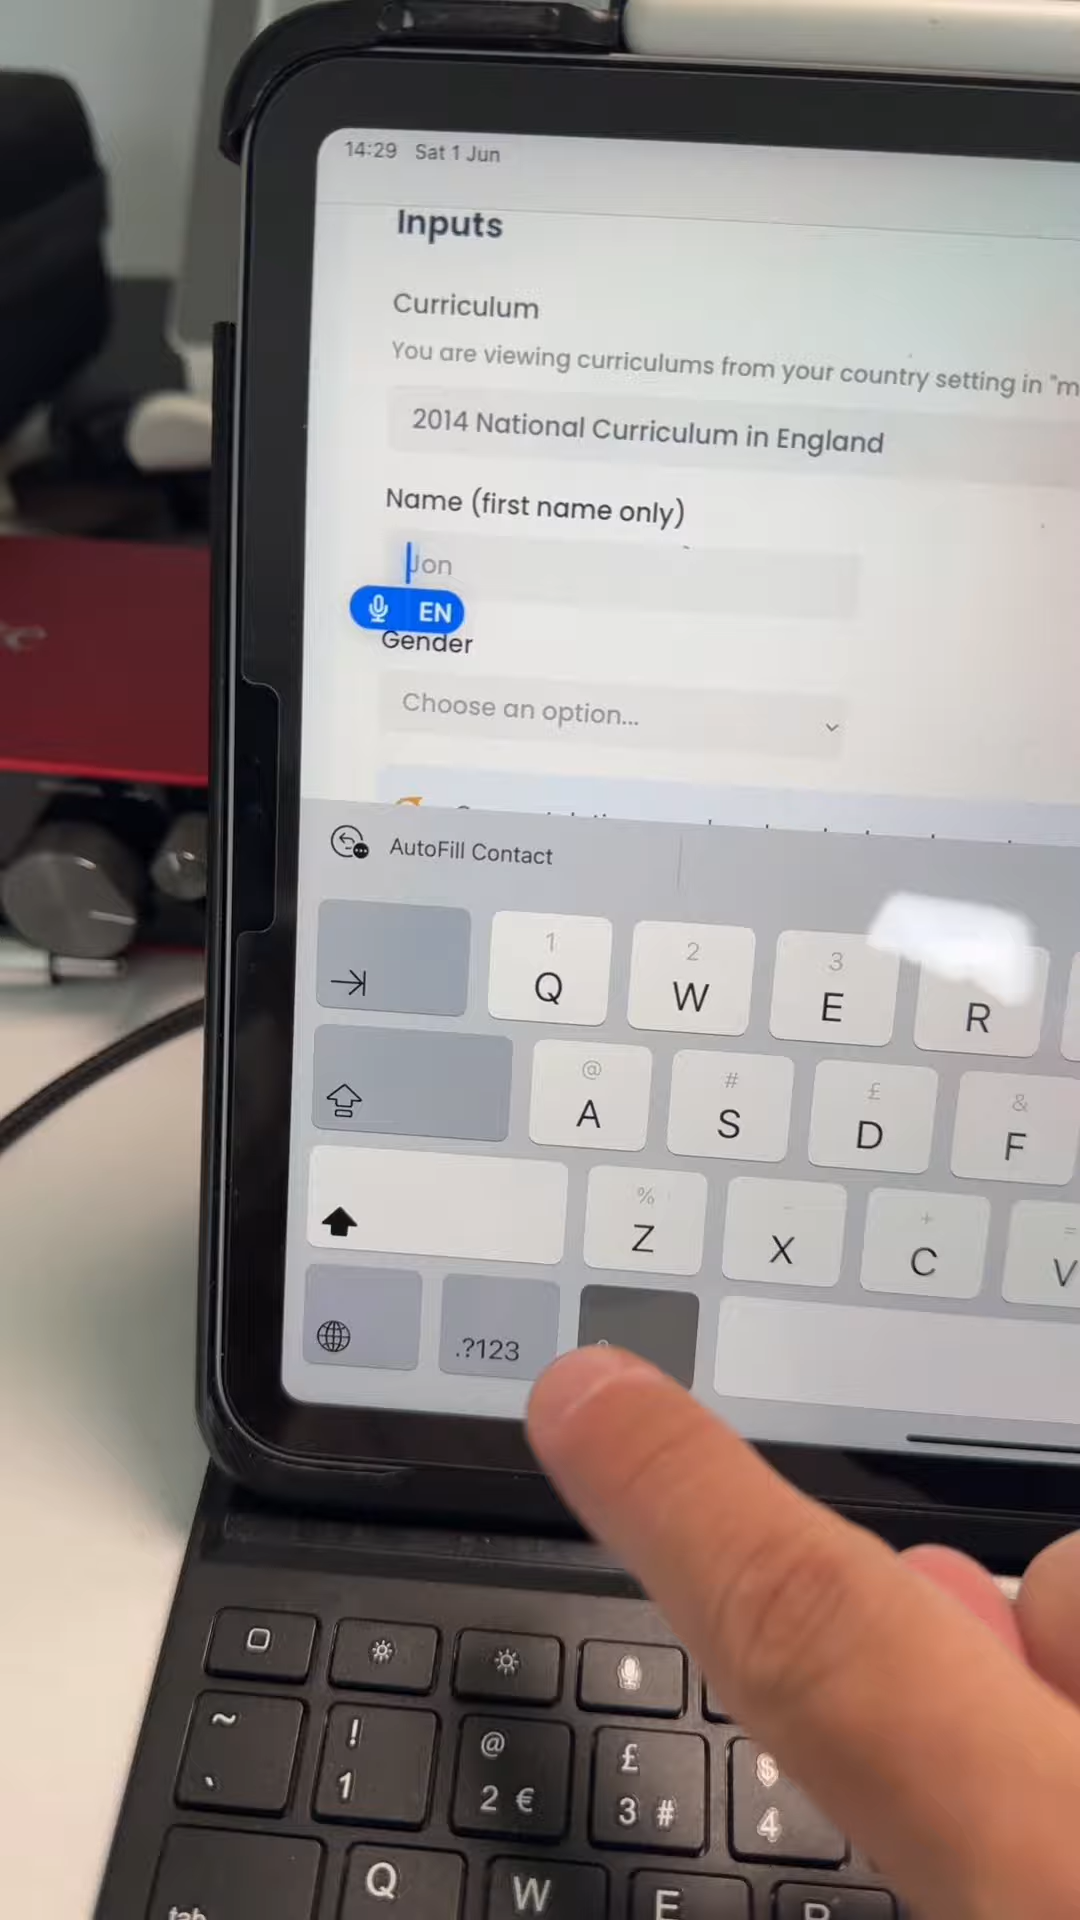 14:29 Sat 1 Jun
Inputs
Curriculum
You are viewing curriculums from your country setting in "m
2014 National Curriculum in England
Name (first name only)
Jon
EN
Gender
Choose an option...
AutoFill Contact
1 2 3
Q W E R
@ # £ &
A S D F
% - + =
Z X C V
.?123
~ ! @ £ $
` 1 2 € 3 # 4
Q W E R
tab